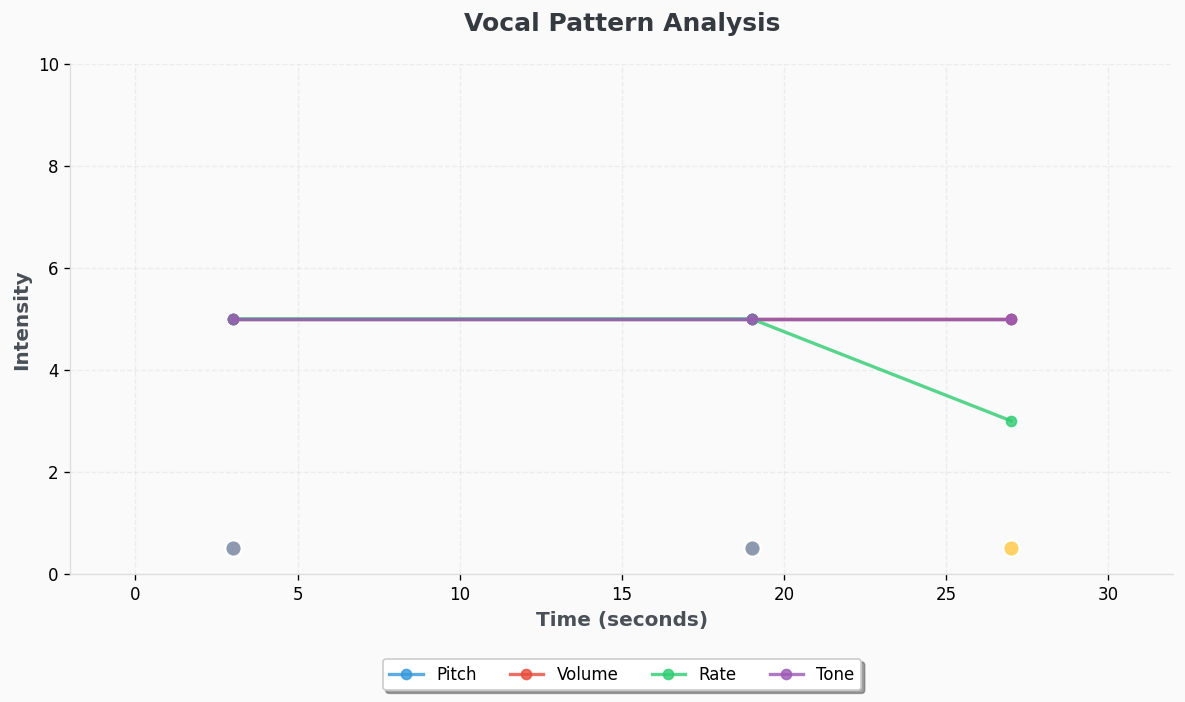 Vocal Pattern Analysis
10
8
6
4
2
0
Intensity
0 5 10 15 20 25 30
Time (seconds)
Pitch Volume Rate Tone